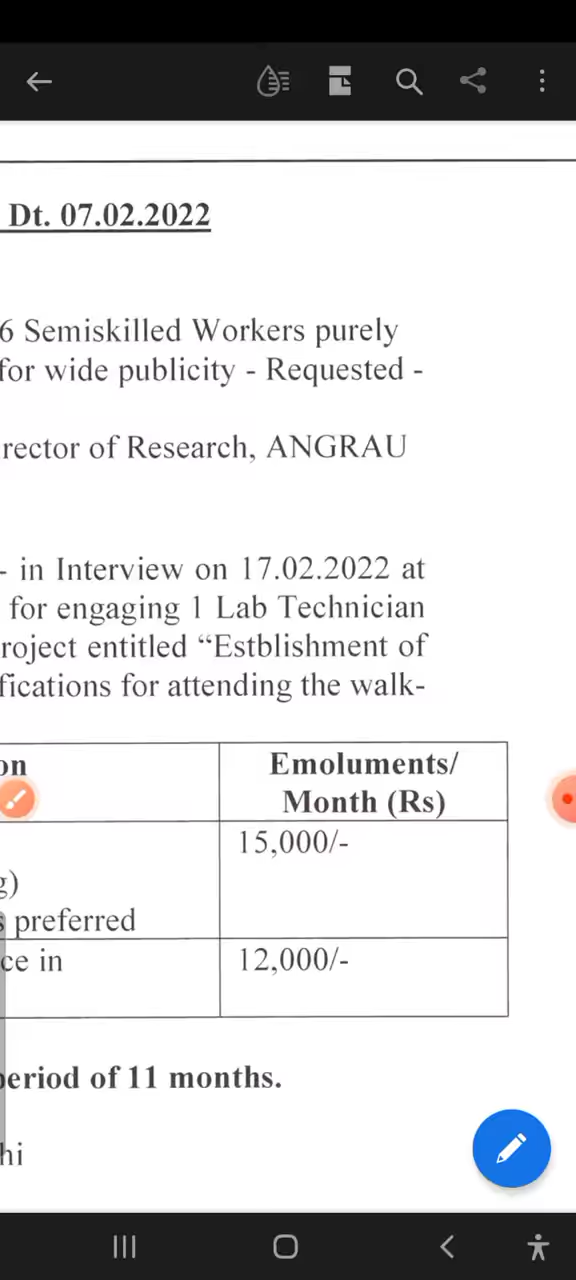 Dt. 07.02.2022
6 Semiskilled Workers purely
for wide publicity - Requested -
rector of Research, ANGRAU
- in Interview on 17.02.2022 at
for engaging 1 Lab Technician
roject entitled “Estblishment of
fications for attending the walk-
on
Emoluments/
Month (Rs)
15,000/-
g)
s preferred
ce in
12,000/-
period of 11 months.
hi